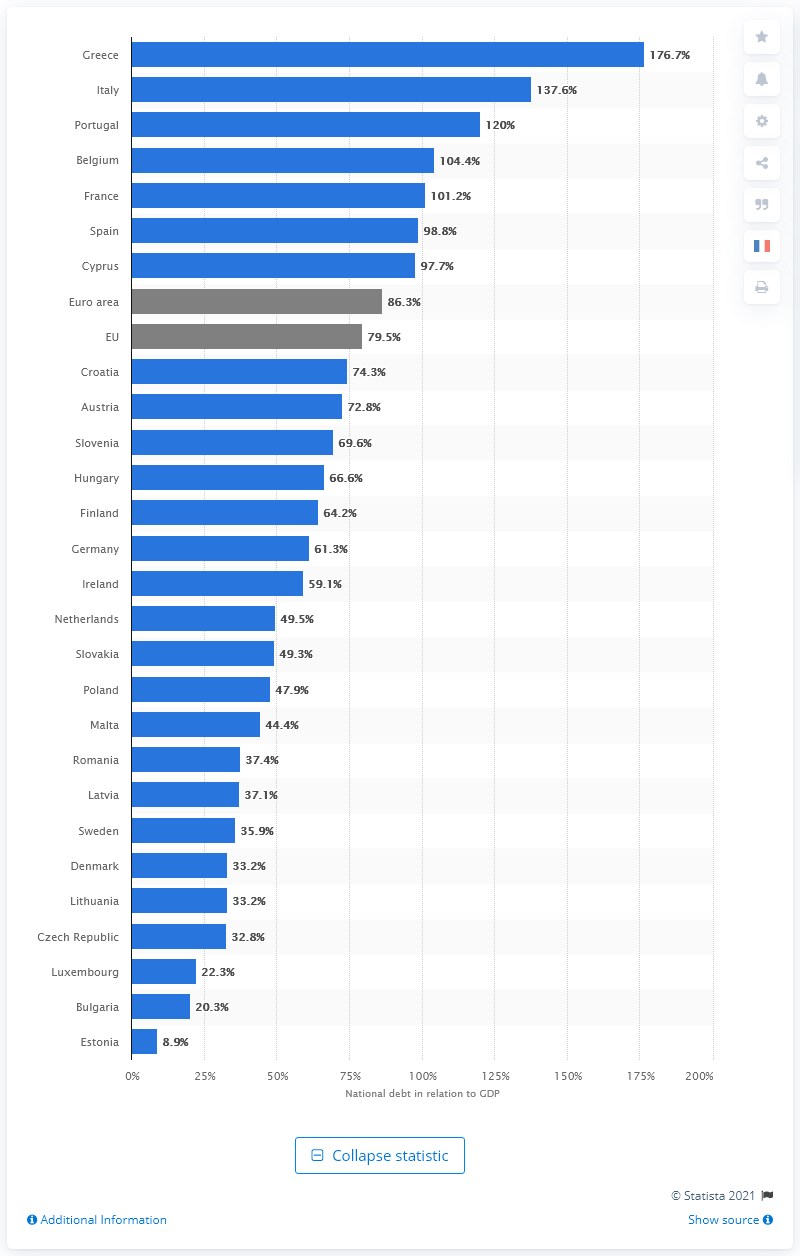 Greece 176.7%
Italy 137.6%
Portugal 120%
Belgium 104.4%
France 101.2%
Spain 98.8%
Cyprus 97.7%
Euro area 86.3%
EU 79.5%
Croatia 74.3%
Austria 72.8%
Slovenia 69.6%
Hungary 66.6%
Finland 64.2%
Germany 61.3%
Ireland 59.1%
Netherlands 49.5%
Slovakia 49.3%
Poland 47.9%
Malta 44.4%
Romania 37.4%
Latvia 37.1%
Sweden 35.9%
Denmark 33.2%
Lithuania 33.2%
Czech Republic 32.8%
Luxembourg 22.3%
Bulgaria 20.3%
Estonia 8.9%
0% 25% 50% 75% 100% 125% 150% 175% 200%
National debt in relation to GDP
Collapse statistic
© Statista 2021
Additional Information Show source